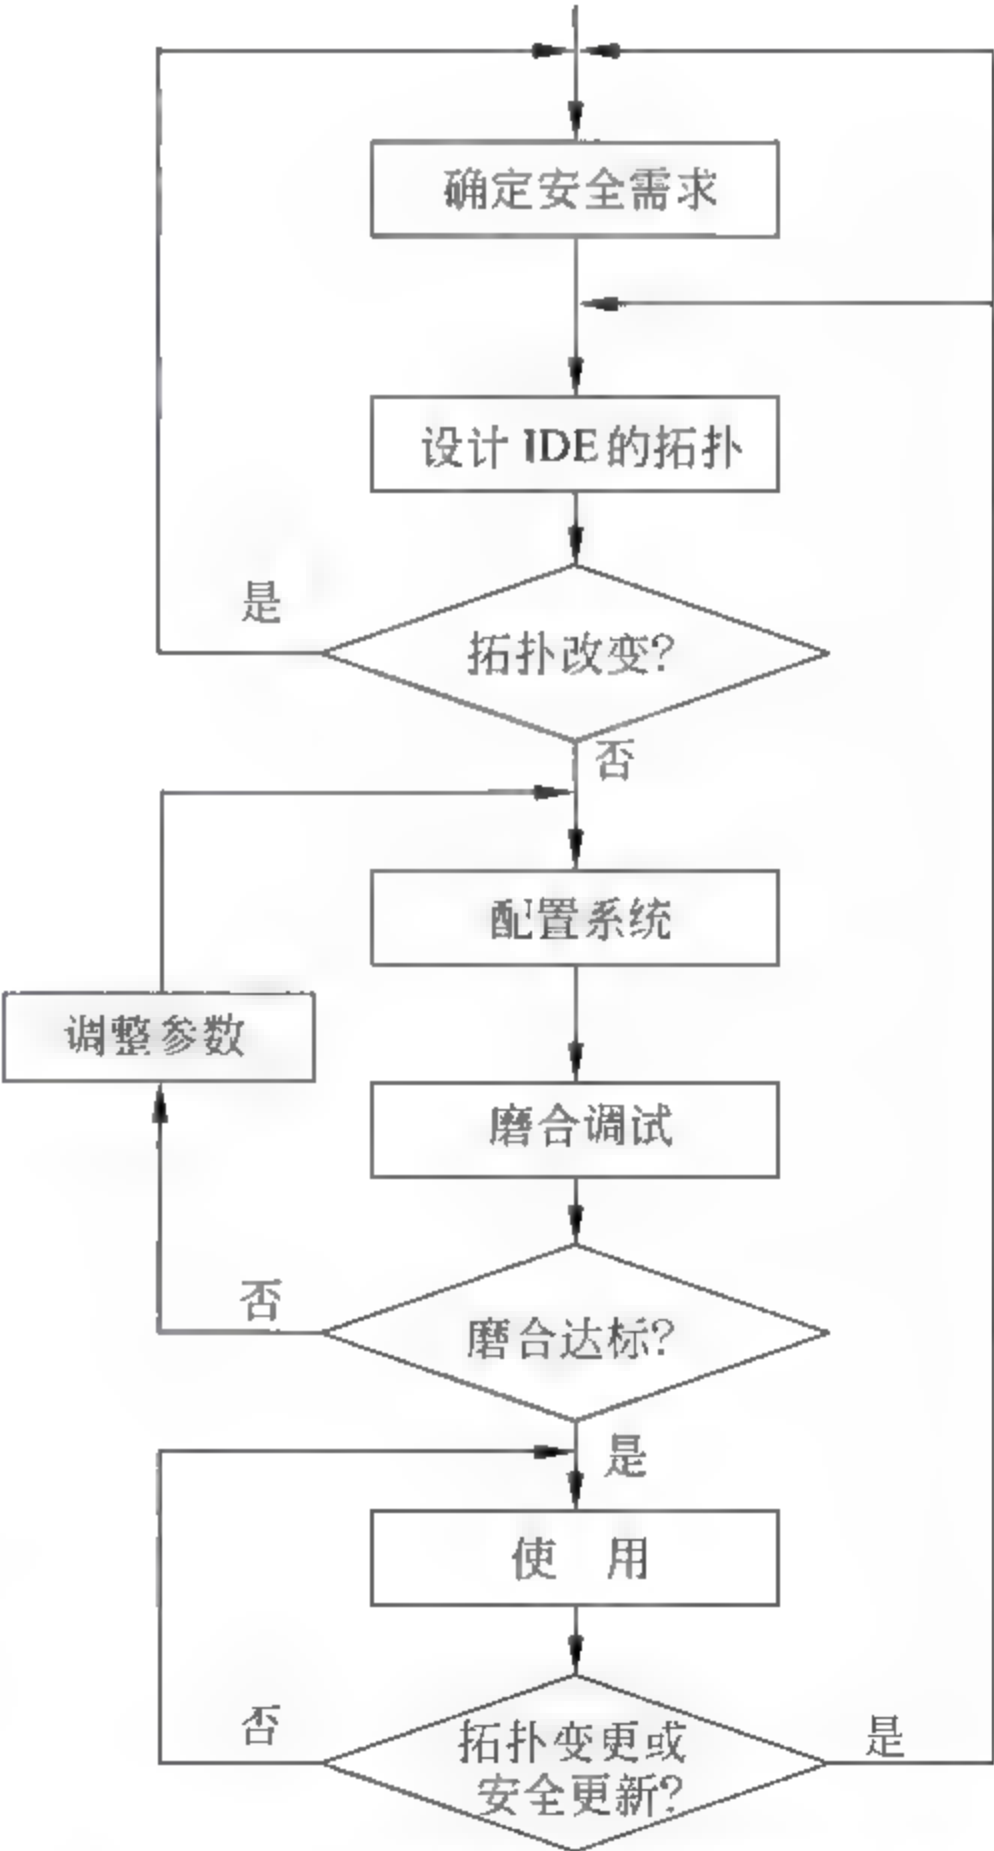 确定安全需求
设计 IDE 的拓扑
是
拓扑改变?
否
配置系统
调整参数
磨合调试
否
磨合达标?
是
使 用
否
拓扑变更或
安全更新?
是